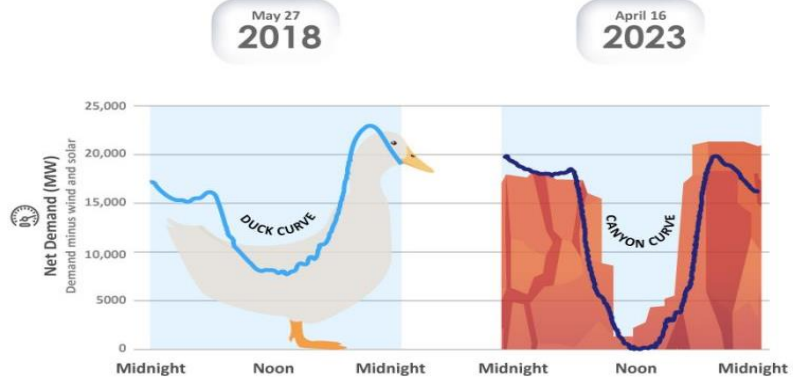 May 27
2018
April 16
2023
Net Demand (MW)
Demand minus wind and solar
25,000
20,000
15,000
10,000
5000
0
DUCK CURVE
CANYON CURVE
Midnight Noon Midnight Midnight Noon Midnight